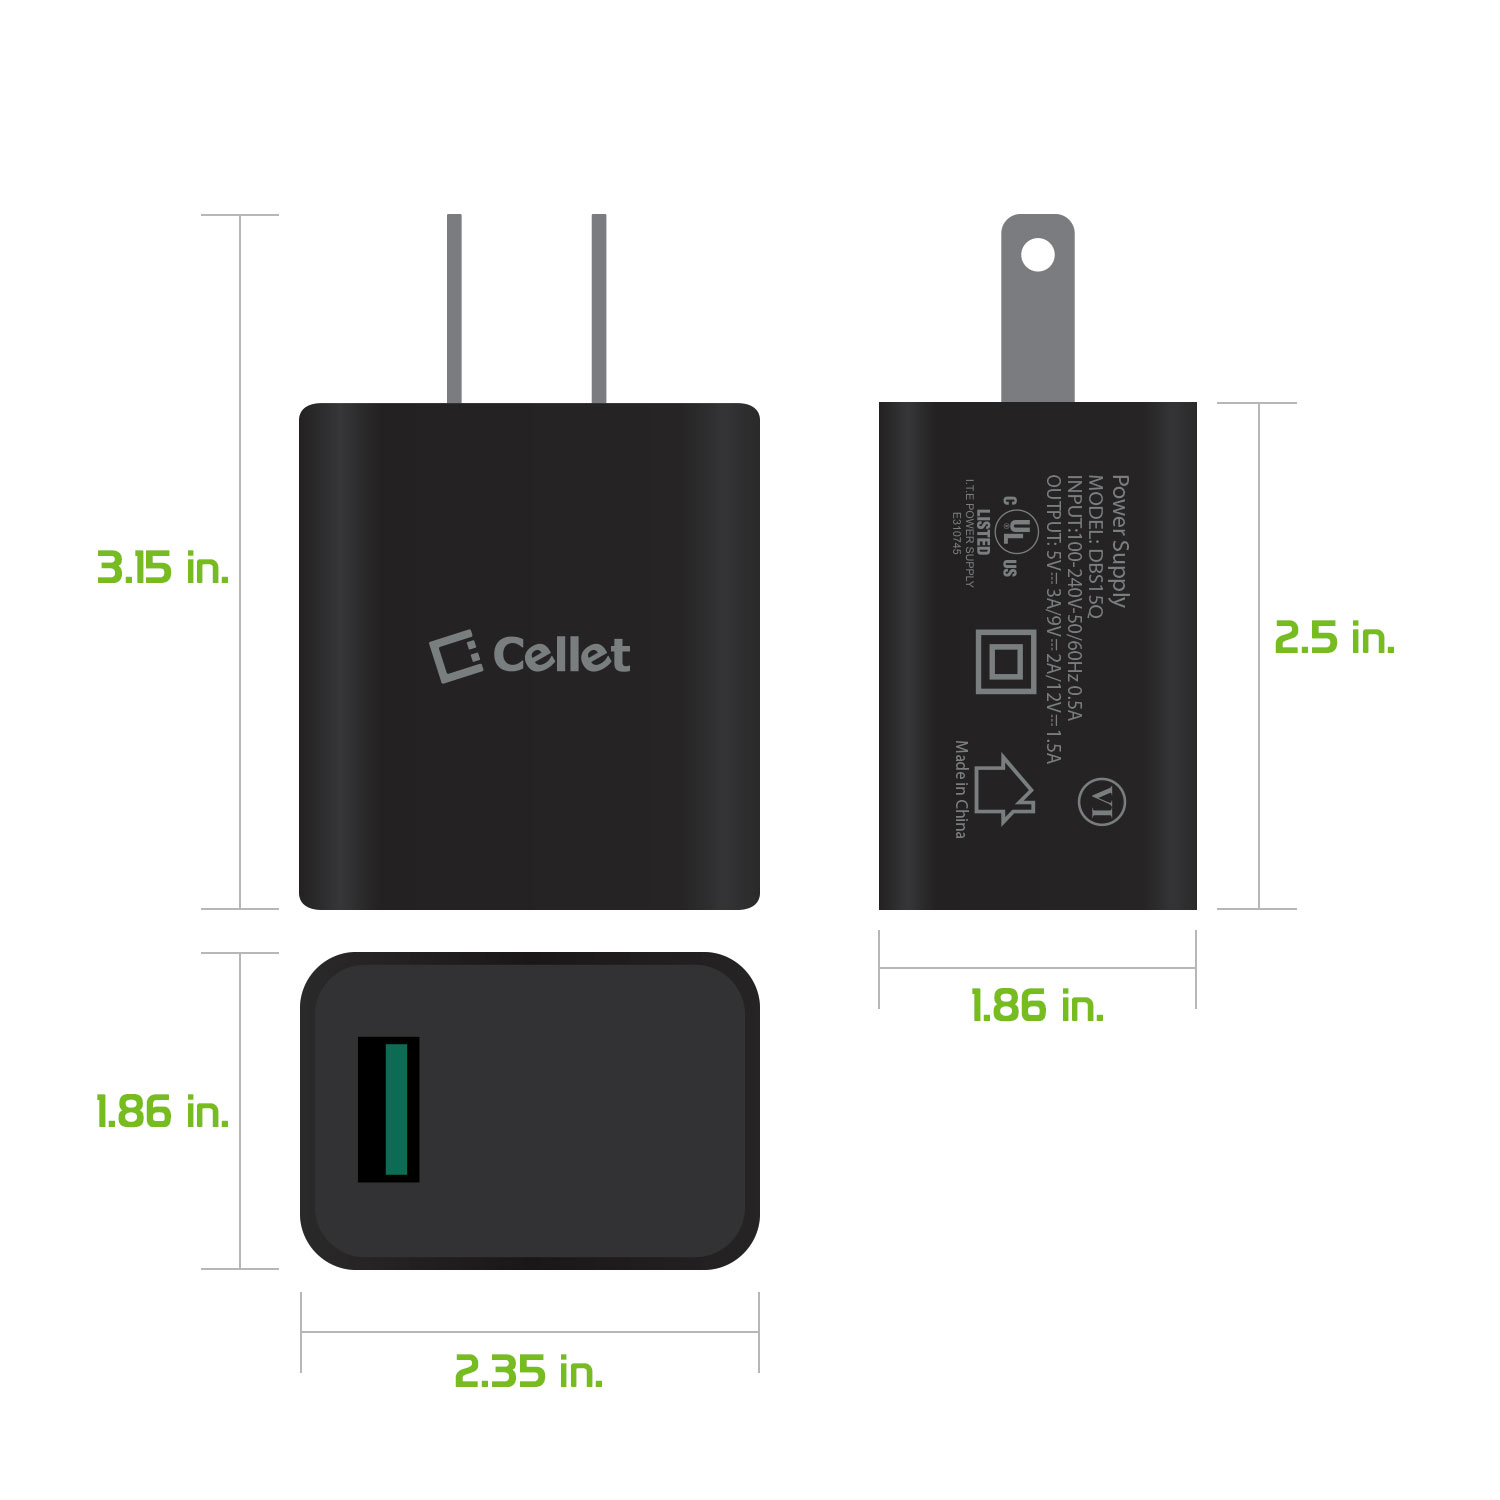 3.15 in.
Cellet
Power Supply
MODEL: DBS15Q
INPUT:100-240V-50/60Hz 0.5A
OUTPUT: 5V⎓3A/9V⎓2A/12V⎓1.5A
C UL® US
LISTED
I.T.E POWER SUPPLY
E310745
VI
Made in China
2.5 in.
1.86 in.
1.86 in.
2.35 in.